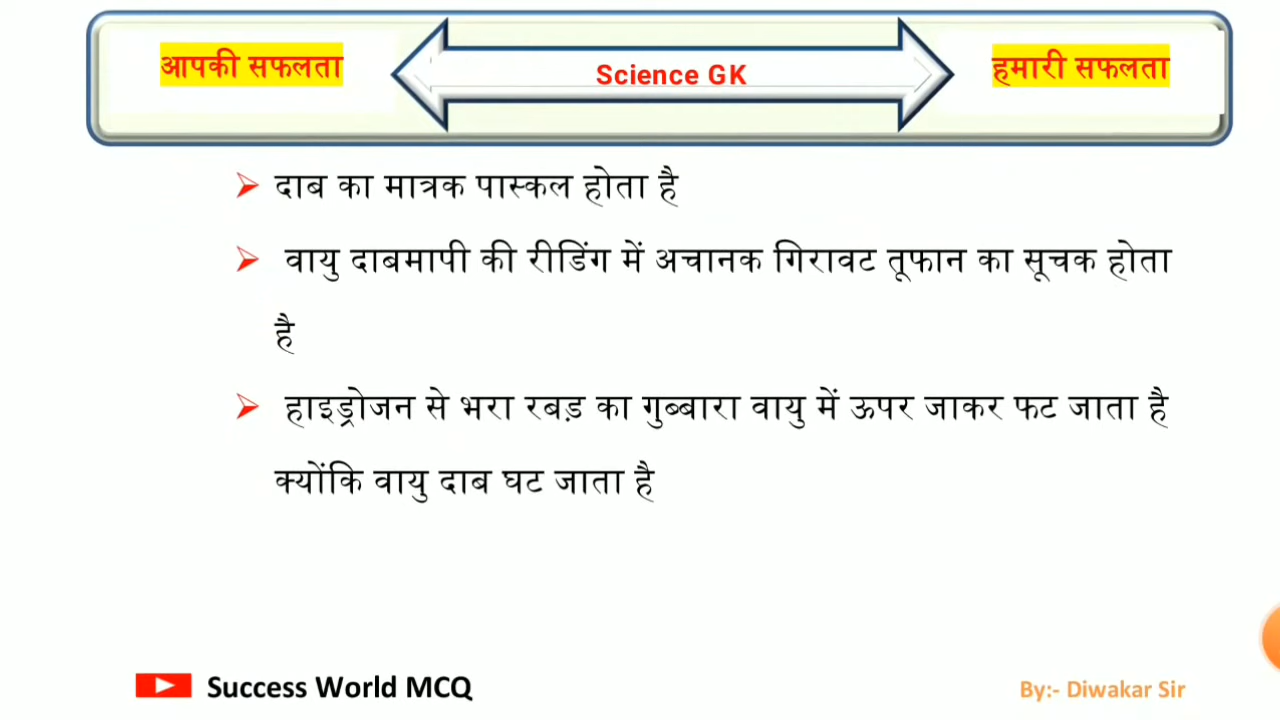 आपकी सफलता
Science GK
हमारी सफलता
दाब का मात्रक पास्कल होता है
वायु दाबमापी की रीडिंग में अचानक गिरावट तूफान का सूचक होता
है
हाइड्रोजन से भरा रबड़ का गुब्बारा वायु में ऊपर जाकर फट जाता है
क्योंकि वायु दाब घट जाता है
Success World MCQ
By:- Diwakar Sir